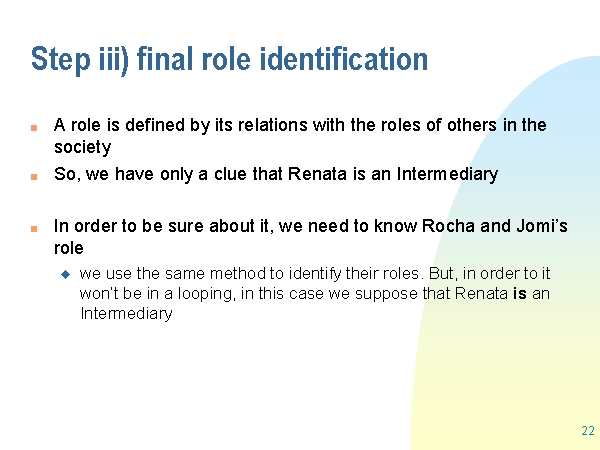 Step iii) final role identification
A role is defined by its relations with the roles of others in the
society
So, we have only a clue that Renata is an Intermediary
In order to be sure about it, we need to know Rocha and Jomi’s
role
we use the same method to identify their roles. But, in order to it
won’t be in a looping, in this case we suppose that Renata is an
Intermediary
22